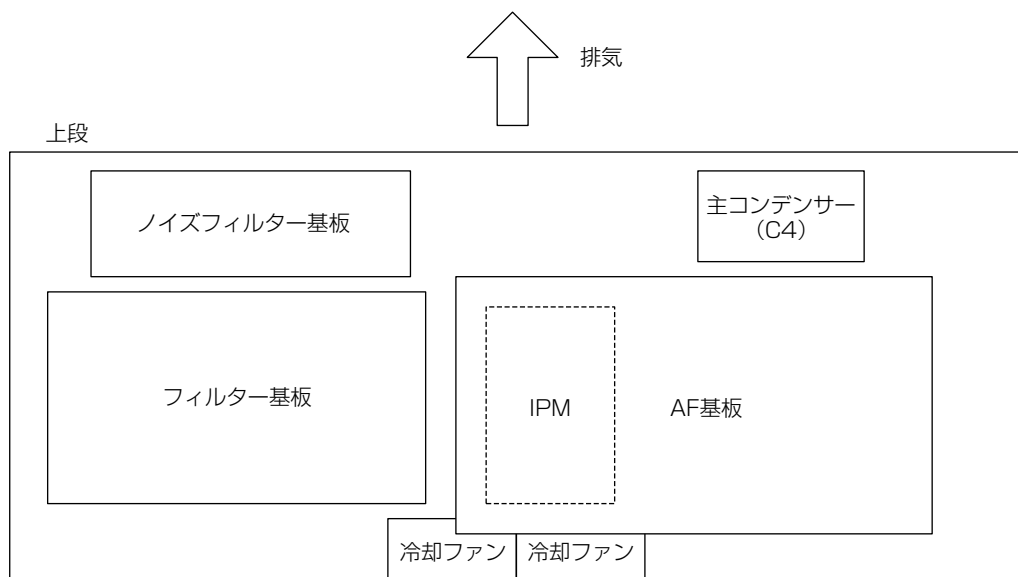 排気
上段
ノイズフィルター基板
主コンデンサー
（C4）
フィルター基板
IPM
AF基板
冷却ファン
冷却ファン